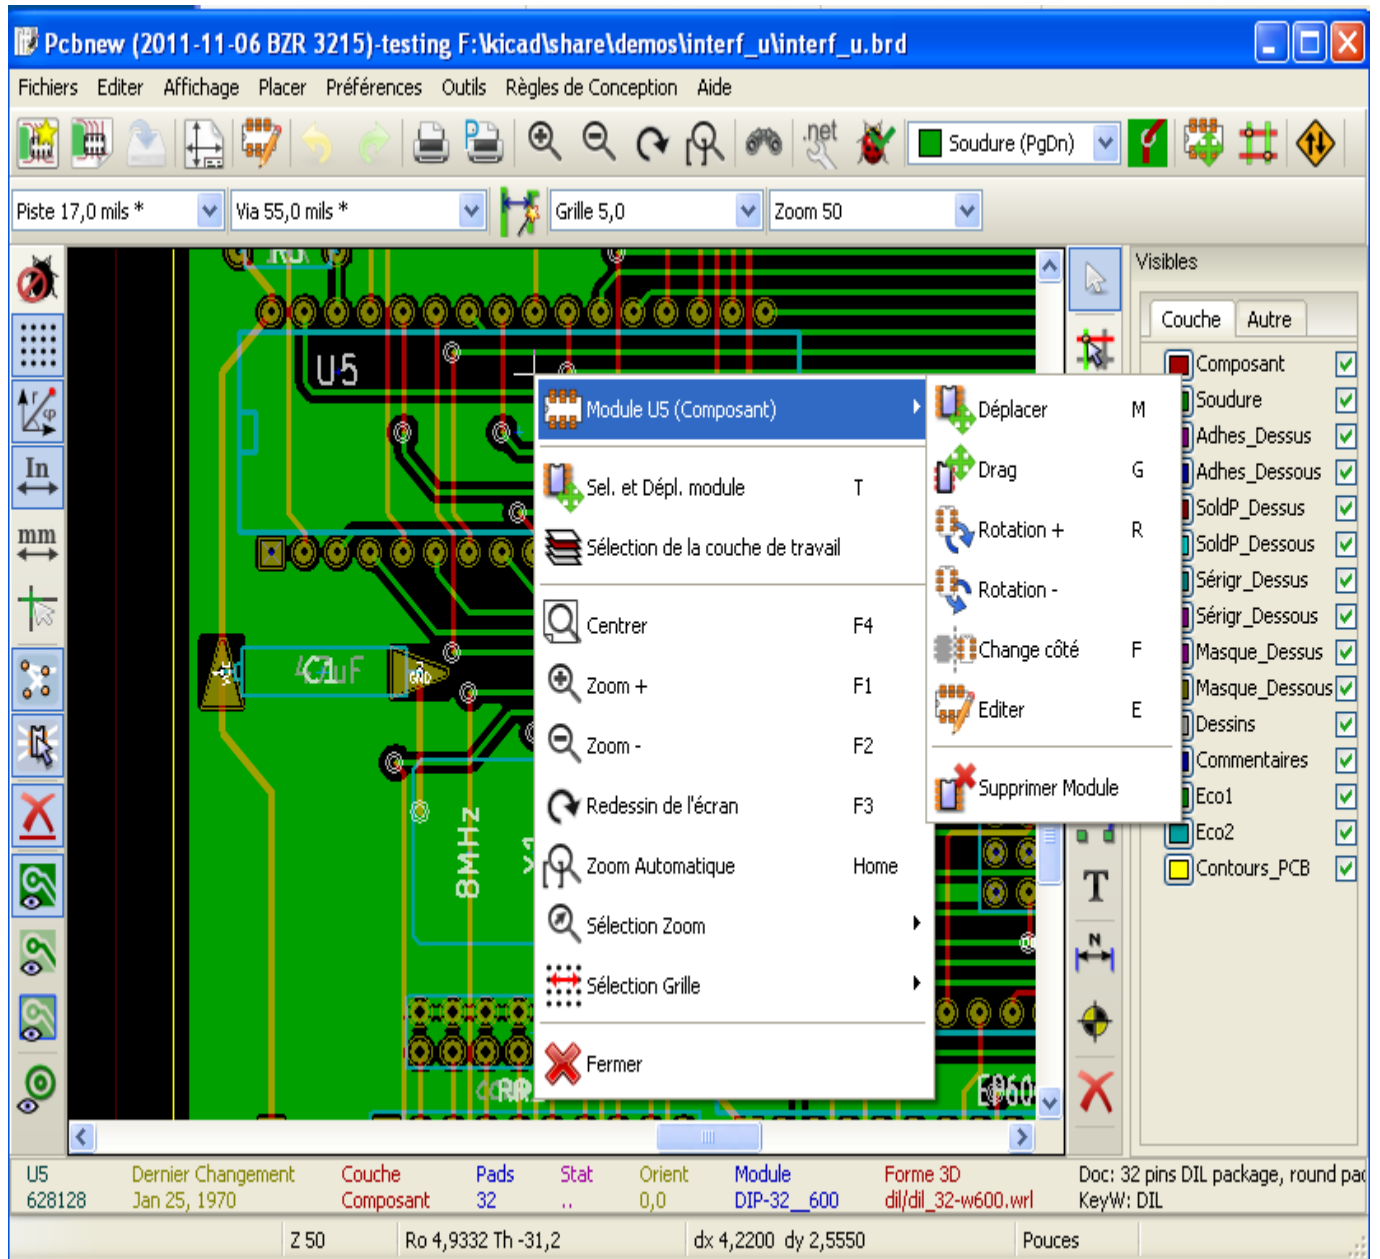 Pcbnew (2011-11-06 BZR 3215)-testing F:\kicad\share\demos\interf_u\interf_u.brd
Fichiers Editer Affichage Placer Préférences Outils Règles de Conception Aide
.net
Soudure (PgDn)
Piste 17,0 mils *
Via 55,0 mils *
Grille 5,0
Zoom 50
In
mm
U5
C1
GND
8MHz
Module U5 (Composant)
Sel. et Dépl. module T
Sélection de la couche de travail
Centrer F4
Zoom + F1
Zoom - F2
Redessin de l'écran F3
Zoom Automatique Home
Sélection Zoom
Sélection Grille
Fermer
Déplacer M
Drag G
Rotation + R
Rotation -
Change côté F
Editer E
Supprimer Module
T
N
Visibles
Couche Autre
Composant
Soudure
Adhes_Dessus
Adhes_Dessous
SoldP_Dessus
SoldP_Dessous
Sérigr_Dessus
Sérigr_Dessous
Masque_Dessus
Masque_Dessous
Dessins
Commentaires
Eco1
Eco2
Contours_PCB
U5 Dernier Changement Couche Pads Stat Orient Module Forme 3D Doc: 32 pins DIL package, round pad
628128 Jan 25, 1970 Composant 32 .. 0,0 DIP-32__600 dil/dil_32-w600.wrl KeyW: DIL
Z 50 Ro 4,9332 Th -31,2 dx 4,2200 dy 2,5550 Pouces